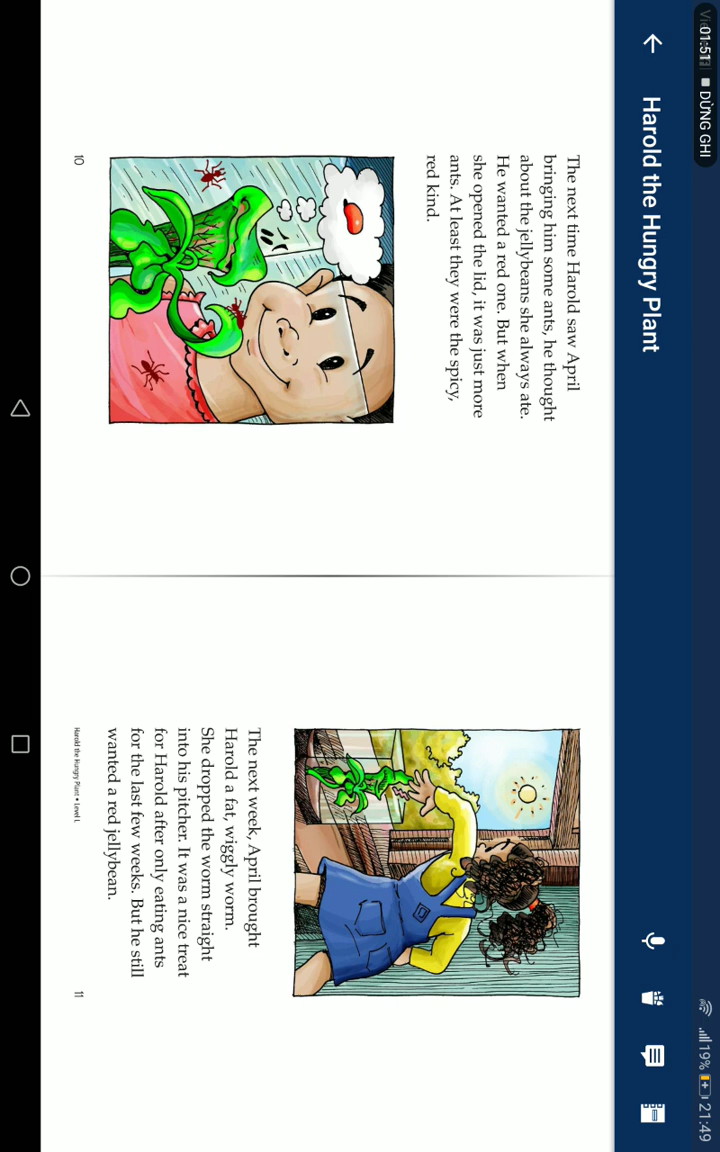 01:51 ■ DỪNG GHI
19% 21:49
Harold the Hungry Plant
The next time Harold saw April
bringing him some ants, he thought
about the jellybeans she always ate.
He wanted a red one. But when
she opened the lid, it was just more
ants. At least they were the spicy,
red kind.
10
The next week, April brought
Harold a fat, wiggly worm.
She dropped the worm straight
into his pitcher. It was a nice treat
for Harold after only eating ants
for the last few weeks. But he still
wanted a red jellybean.
Harold the Hungry Plant • Level L
11